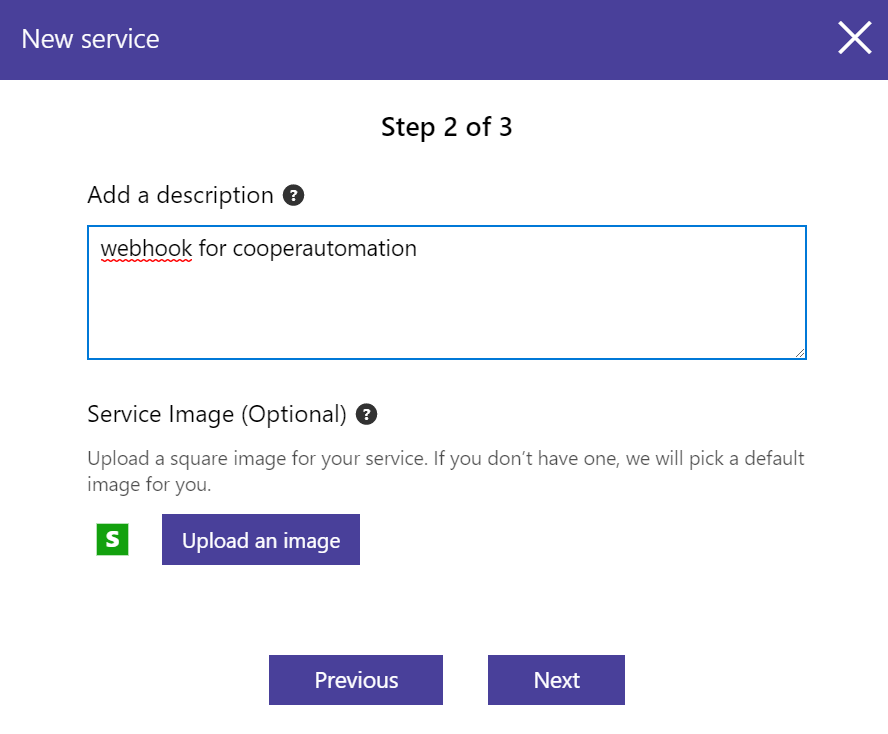 New service
Step 2 of 3
Add a description ?
webhook for cooperautomation
Service Image (Optional) ?
Upload a square image for your service. If you don’t have one, we will pick a default
image for you.
S Upload an image
Previous Next